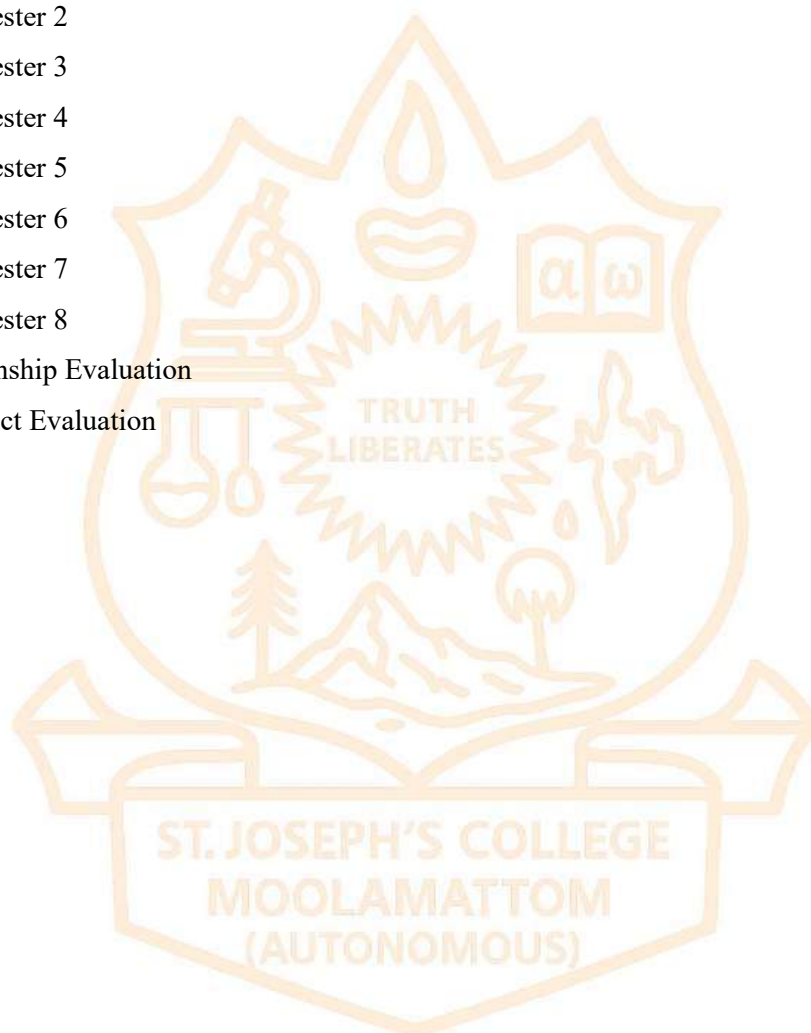 ester 2
ester 3
ester 4
ester 5
ester 6
ester 7
ester 8
nship Evaluation
ct Evaluation
α ω
TRUTH
LIBERATES
ST. JOSEPH'S COLLEGE
MOOLAMATTOM
(AUTONOMOUS)